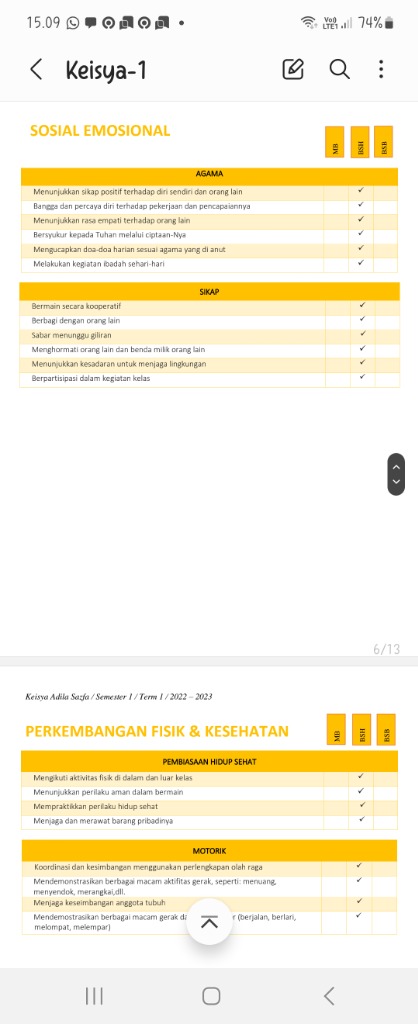 15.09
Vo))
LTE1
74%
Keisya-1
SOSIAL EMOSIONAL
MB
BSH
BSB
AGAMA
Menunjukkan sikap positif terhadap diri sendiri dan orang lain
Bangga dan percaya diri terhadap pekerjaan dan pencapaiannya
Menunjukkan rasa empati terhadap orang lain
Bersyukur kepada Tuhan melalui ciptaan-Nya
Mengucapkan doa-doa harian sesuai agama yang di anut
Melakukan kegiatan ibadah sehari-hari
SIKAP
Bermain secara kooperatif
Berbagi dengan orang lain
Sabar menunggu giliran
Menghormati orang lain dan benda milik orang lain
Menunjukkan kesadaran untuk menjaga lingkungan
Berpartisipasi dalam kegiatan kelas
6/13
Keisya Adila Sazfa / Semester 1 / Term 1 / 2022 – 2023
PERKEMBANGAN FISIK & KESEHATAN
MB
BSH
BSB
PEMBIASAAN HIDUP SEHAT
Mengikuti aktivitas fisik di dalam dan luar kelas
Menunjukkan perilaku aman dalam bermain
Mempraktikkan perilaku hidup sehat
Menjaga dan merawat barang pribadinya
MOTORIK
Koordinasi dan kesimbangan menggunakan perlengkapan olah raga
Mendemonstrasikan berbagai macam aktifitas gerak, seperti: menuang,
menyendok, merangkai,dll.
Menjaga keseimbangan anggota tubuh
Mendemostrasikan berbagai macam gerak (berjalan, berlari,
melompat, melempar)